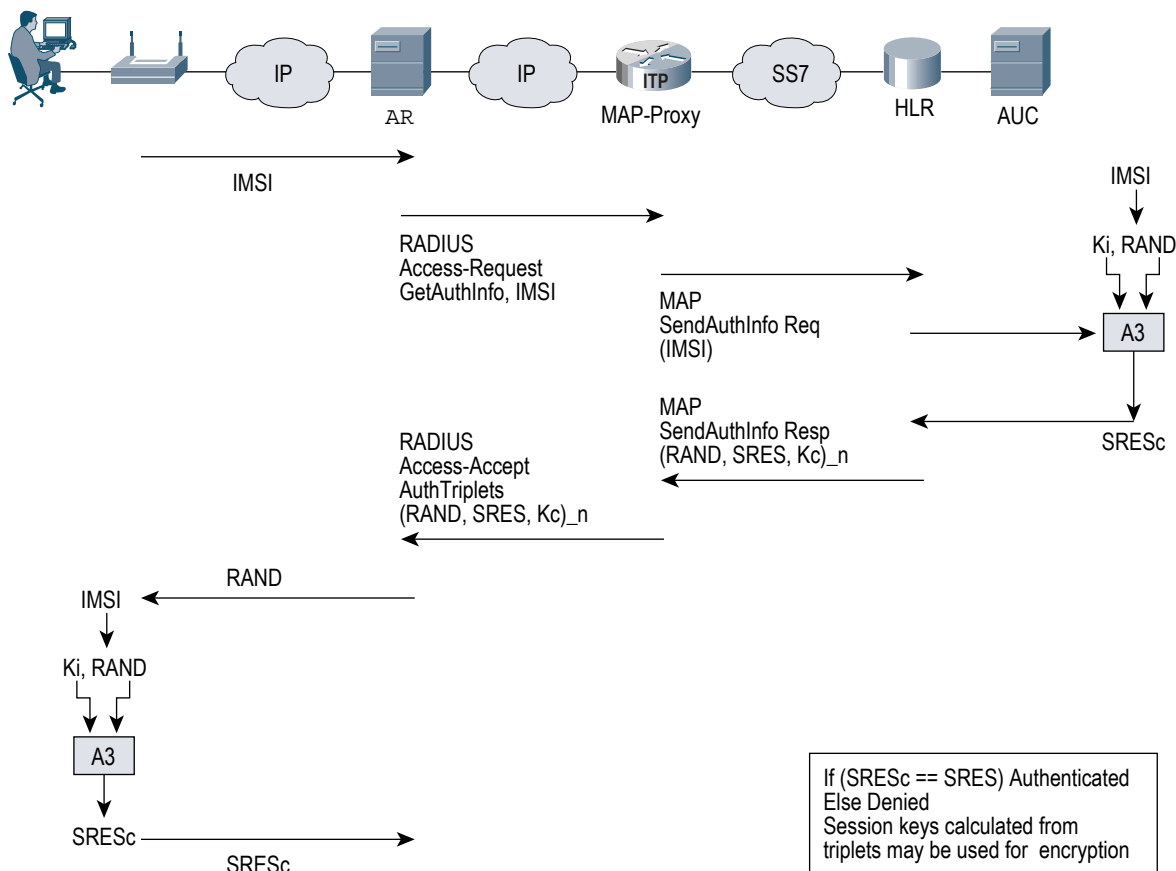 IP
IP
ITP
SS7
AR
MAP-Proxy
HLR
AUC
IMSI
IMSI
RADIUS
Access-Request
GetAuthInfo, IMSI
Ki, RAND
MAP
SendAuthInfo Req
(IMSI)
A3
MAP
SendAuthInfo Resp
(RAND, SRES, Kc)_n
SRESc
RADIUS
Access-Accept
AuthTriplets
(RAND, SRES, Kc)_n
RAND
IMSI
Ki, RAND
A3
SRESc
SRESc
If (SRESc == SRES) Authenticated
Else Denied
Session keys calculated from
triplets may be used for encryption